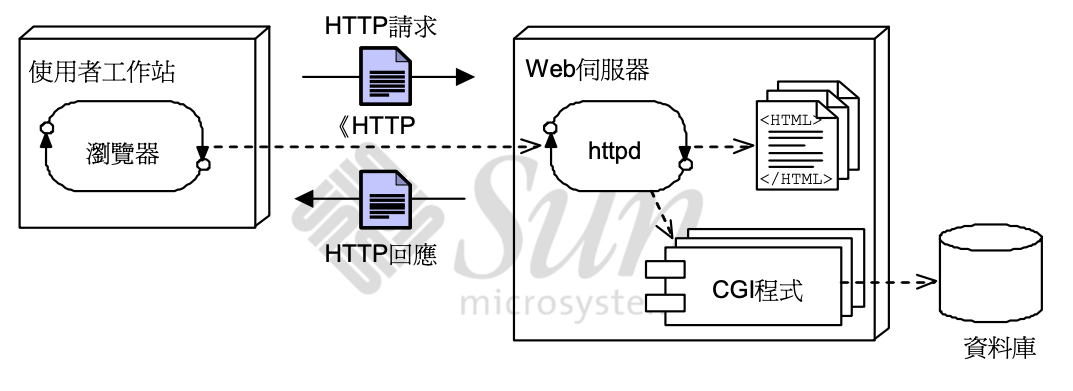 HTTP請求
使用者工作站
Web伺服器
《HTTP
瀏覽器
httpd
<HTML>
</HTML>
HTTP回應
Sun
microsystems
CGI程式
資料庫